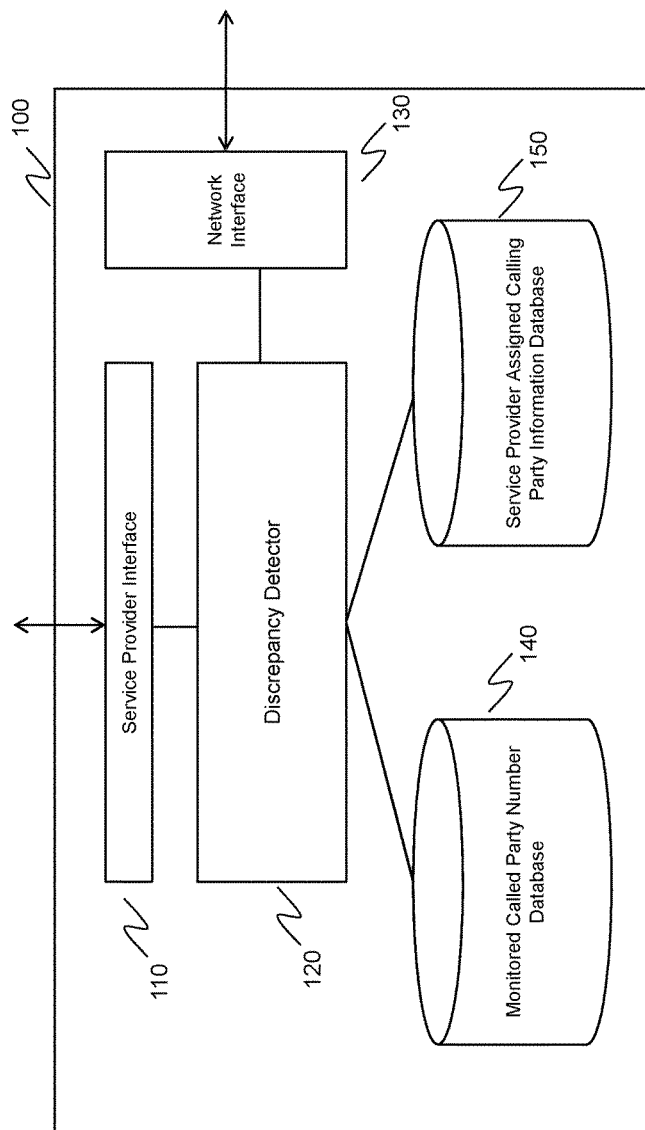 100
Service Provider Interface
110
Discrepancy Detector
120
Network
Interface
130
Monitored Called Party Number
Database
140
Service Provider Assigned Calling
Party Information Database
150